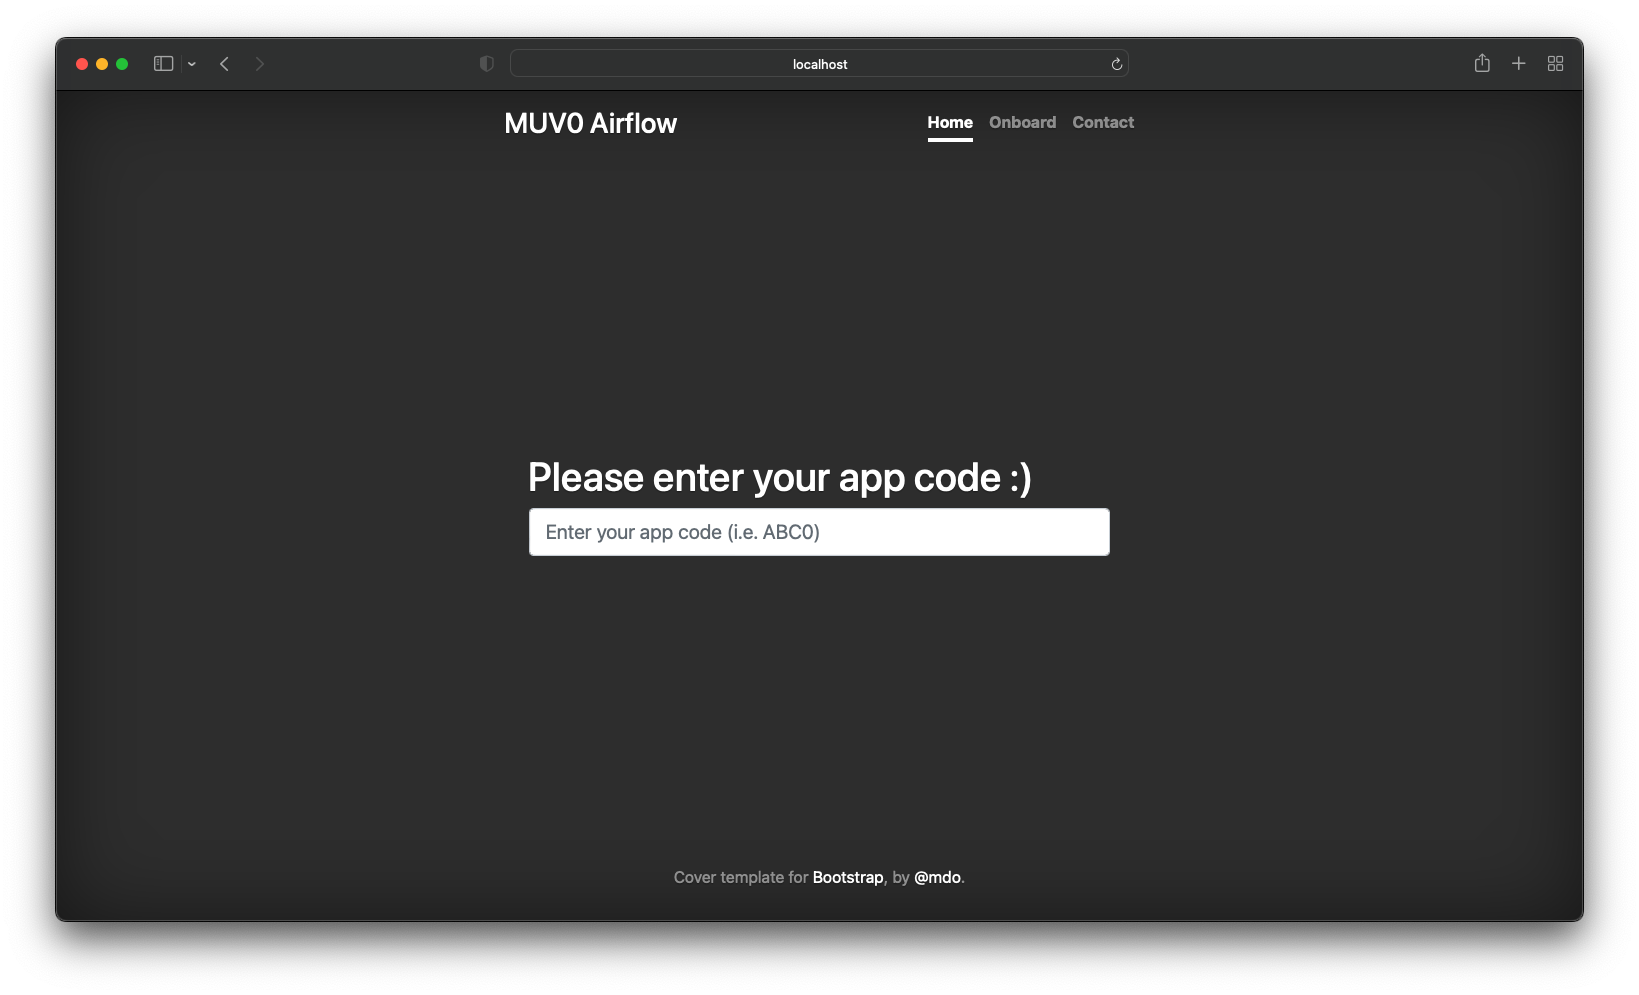 localhost
MUV0 Airflow
Home Onboard Contact
Please enter your app code :)
Enter your app code (i.e. ABC0)
Cover template for Bootstrap, by @mdo.